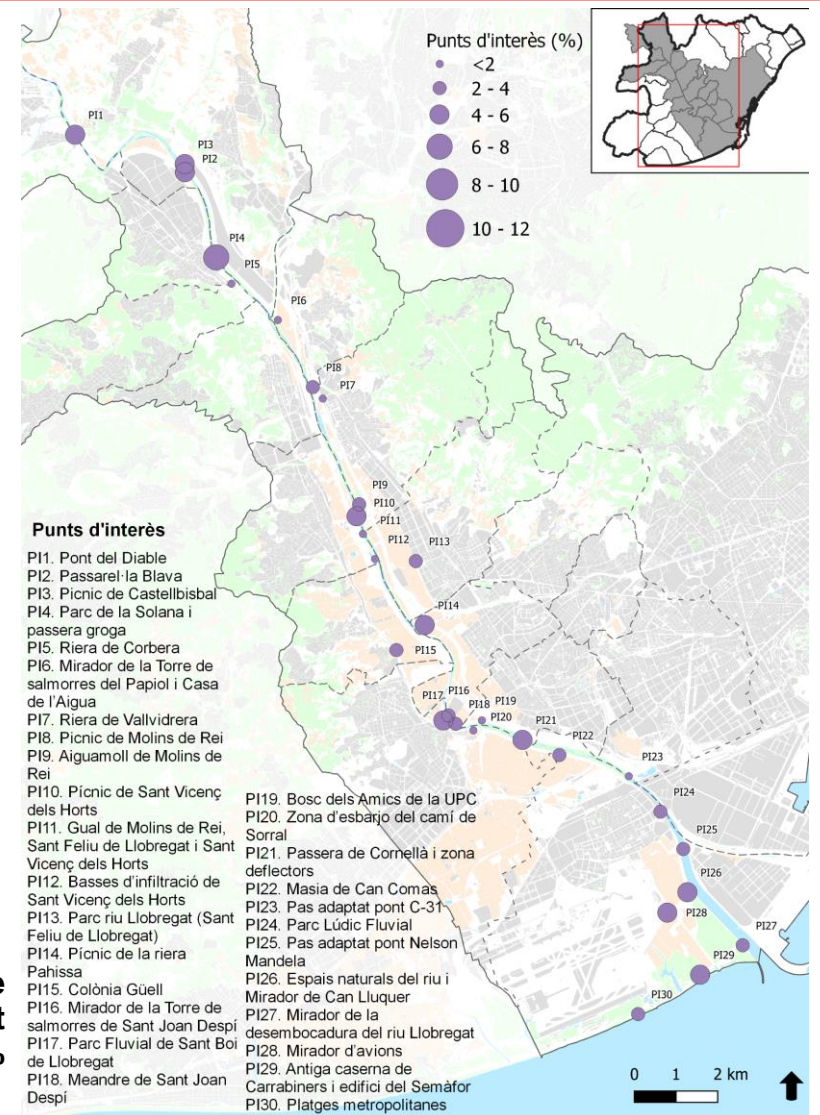 Punts d'interès (%)
<2
2 - 4
4 - 6
6 - 8
8 - 10
10 - 12
PI1
PI3
PI2
PI4
PI5
PI6
PI8
PI7
PI9
PI10
PI11
PI12
PI13
PI14
PI15
PI16
PI17
PI18
PI19
PI20
PI21
PI22
PI23
PI24
PI25
PI26
PI28
PI27
PI29
PI30
Punts d'interès
PI1. Pont del Diable
PI2. Passarel·la Blava
PI3. Picnic de Castellbisbal
PI4. Parc de la Solana i
passera groga
PI5. Riera de Corbera
PI6. Mirador de la Torre de
salmorres del Papiol i Casa
de l'Aigua
PI7. Riera de Vallvidrera
PI8. Picnic de Molins de Rei
PI9. Aiguamoll de Molins de
Rei
PI10. Pícnic de Sant Vicenç
dels Horts
PI11. Gual de Molins de Rei,
Sant Feliu de Llobregat i Sant
Vicenç dels Horts
PI12. Basses d'infiltració de
Sant Vicenç dels Horts
PI13. Parc riu Llobregat (Sant
Feliu de Llobregat)
PI14. Pícnic de la riera
Pahissa
PI15. Colònia Güell
PI16. Mirador de la Torre de
salmorres de Sant Joan Despí
PI17. Parc Fluvial de Sant Boi
de Llobregat
PI18. Meandre de Sant Joan
Despí
PI19. Bosc dels Amics de la UPC
PI20. Zona d'esbarjo del camí de
Sorral
PI21. Passera de Cornellà i zona
deflectors
PI22. Masia de Can Comas
PI23. Pas adaptat pont C-31
PI24. Parc Lúdic Fluvial
PI25. Pas adaptat pont Nelson
Mandela
PI26. Espais naturals del riu i
Mirador de Can Lluquer
PI27. Mirador de la
desembocadura del riu Llobregat
PI28. Mirador d'avions
PI29. Antiga caserna de
Carrabiners i edifici del Semàfor
PI30. Platges metropolitanes
0 1 2 km